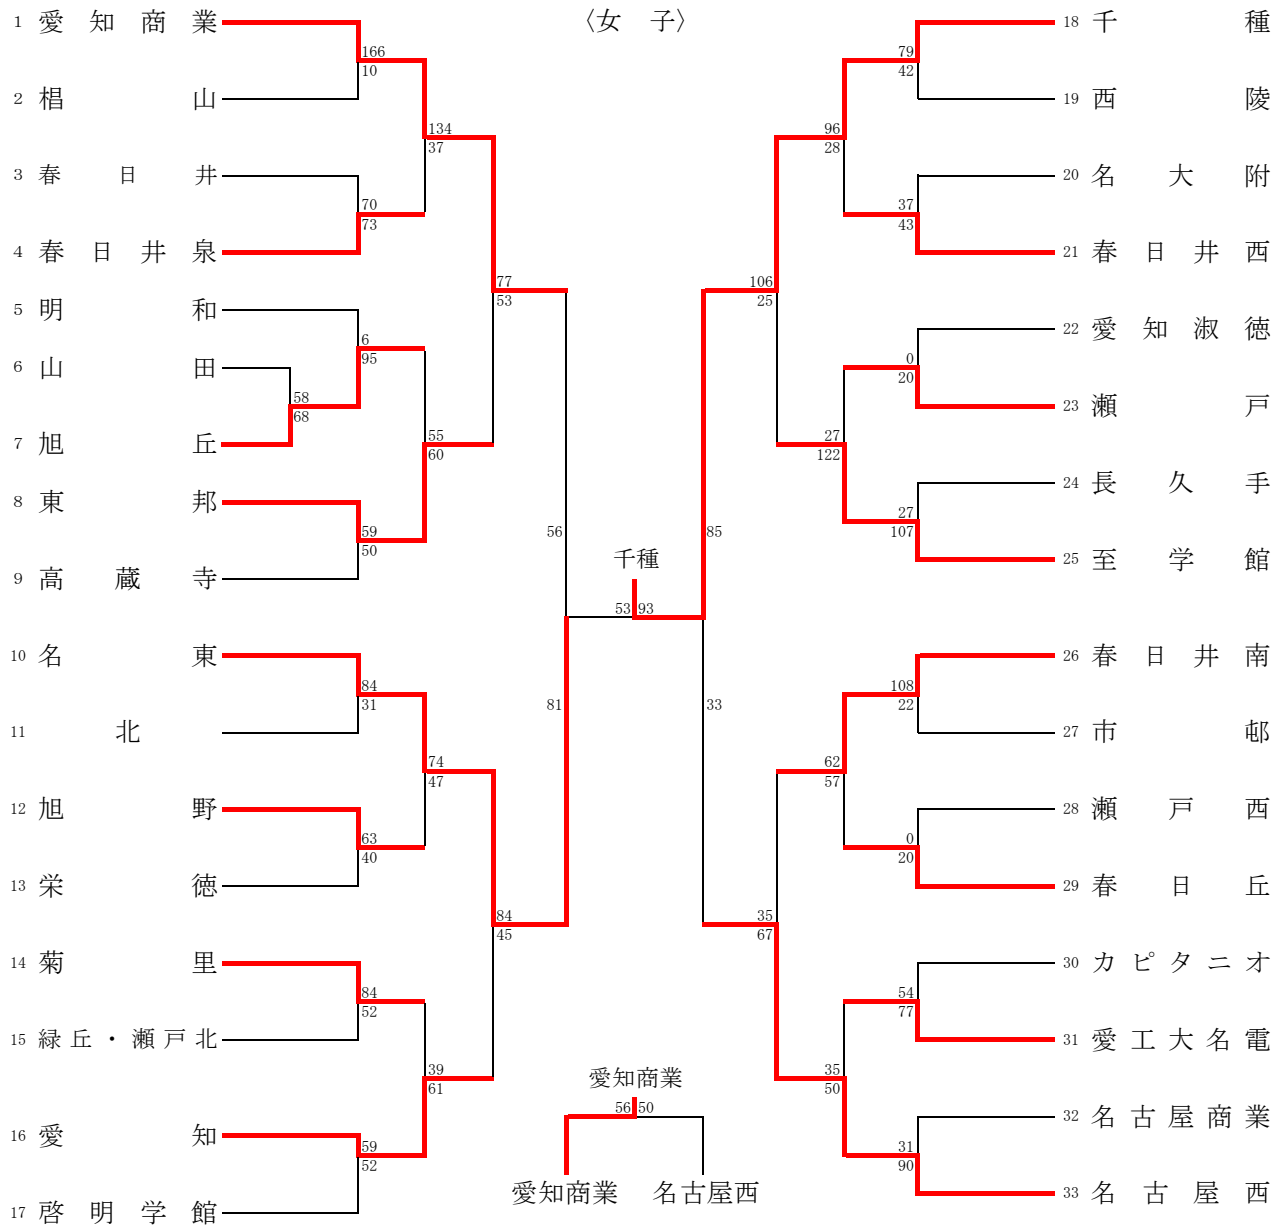 〈女 子〉
1 愛知商業
2 椙山
3 春日井
4 春日井泉
5 明和
6 山田
7 旭丘
8 東邦
9 高蔵寺
10 名東
11 北
12 旭野
13 栄徳
14 菊里
15 緑丘・瀬戸北
16 愛知
17 啓明学館
166
10
70
73
6
95
58
68
59
50
84
31
63
40
84
52
59
52
134
37
55
60
74
47
39
61
77
53
84
45
56
81
千種
53 93
85
33
愛知商業
56 50
愛知商業 名古屋西
106
25
35
67
96
28
27
122
62
57
35
50
79
42
37
43
0
20
27
107
108
22
0
20
54
77
31
90
18 千種
19 西陵
20 名大附
21 春日井西
22 愛知淑徳
23 瀬戸
24 長久手
25 至学館
26 春日井南
27 市邨
28 瀬戸西
29 春日丘
30 カピタニオ
31 愛工大名電
32 名古屋商業
33 名古屋西